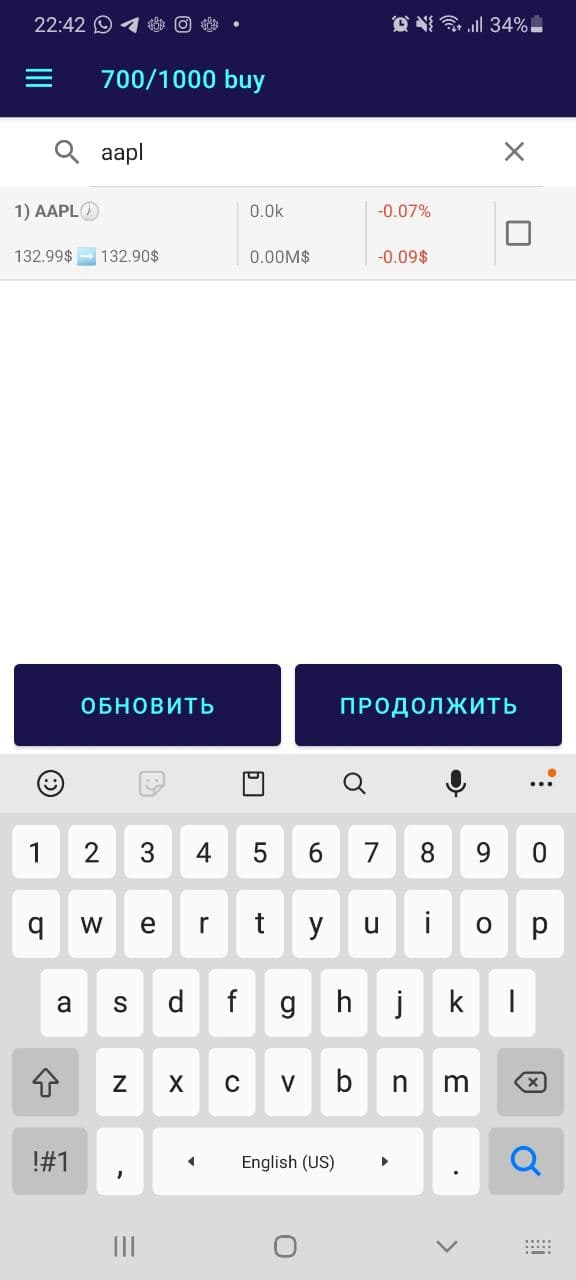 22:42 34%
700/1000 buy
aapl
1) AAPL 0.0k -0.07%
132.99$ ➡ 132.90$ 0.00M$ -0.09$
ОБНОВИТЬ ПРОДОЛЖИТЬ
1 2 3 4 5 6 7 8 9 0
q w e r t y u i o p
a s d f g h j k l
z x c v b n m
!#1 , English (US) .